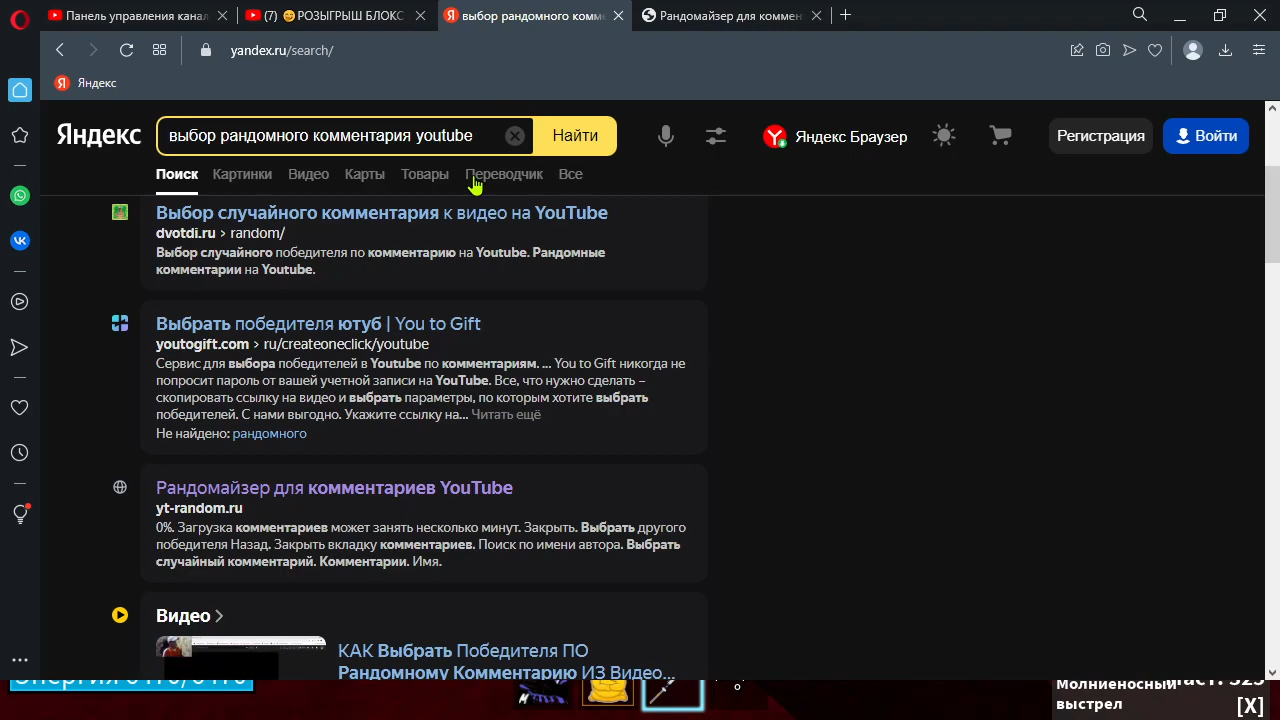 Панель управления канал
(7) 😄РОЗЫГРЫШ БЛОКС
выбор рандомного комме
Рандомайзер для коммен
yandex.ru/search/
Яндекс
Яндекс
выбор рандомного комментария youtube
Найти
Яндекс Браузер
Регистрация
Войти
Поиск
Картинки
Видео
Карты
Товары
Переводчик
Все
Выбор случайного комментария к видео на YouTube
dvotdi.ru › random/
Выбор случайного победителя по комментарию на Youtube. Рандомные
комментарии на Youtube.
Выбрать победителя ютуб | You to Gift
youtogift.com › ru/createoneclick/youtube
Сервис для выбора победителей в Youtube по комментариям. ... You to Gift никогда не
попросит пароль от вашей учетной записи на YouTube. Все, что нужно сделать –
скопировать ссылку на видео и выбрать параметры, по которым хотите выбрать
победителей. С нами выгодно. Укажите ссылку на... Читать ещё
Не найдено: рандомного
Рандомайзер для комментариев YouTube
yt-random.ru
0%. Загрузка комментариев может занять несколько минут. Закрыть. Выбрать другого
победителя Назад. Закрыть вкладку комментариев. Поиск по имени автора. Выбрать
случайный комментарий. Комментарии. Имя.
Видео
КАК Выбрать Победителя ПО
Рандомному Комментарию ИЗ Видео...
Молниеносный
выстрел
[X]